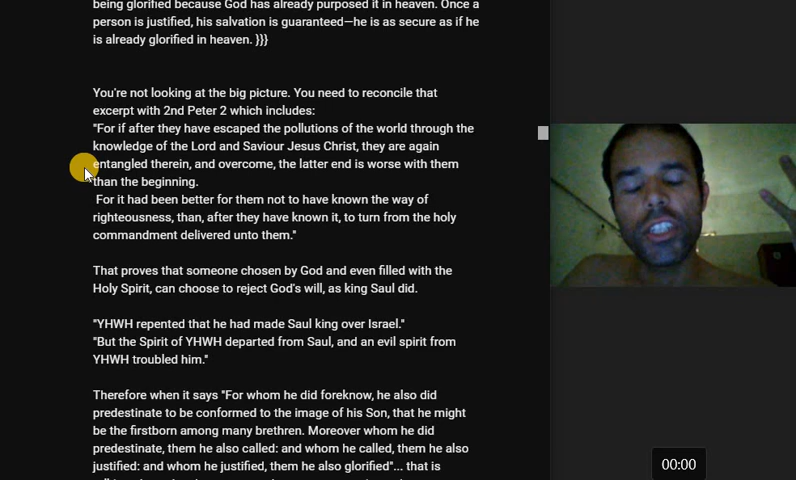 being glorified because God has already purposed it in heaven. Once a
person is justified, his salvation is guaranteed—he is as secure as if he
is already glorified in heaven. }}}
You're not looking at the big picture. You need to reconcile that
excerpt with 2nd Peter 2 which includes:
"For if after they have escaped the pollutions of the world through the
knowledge of the Lord and Saviour Jesus Christ, they are again
entangled therein, and overcome, the latter end is worse with them
than the beginning.
For it had been better for them not to have known the way of
righteousness, than, after they have known it, to turn from the holy
commandment delivered unto them."
That proves that someone chosen by God and even filled with the
Holy Spirit, can choose to reject God's will, as king Saul did.
"YHWH repented that he had made Saul king over Israel."
"But the Spirit of YHWH departed from Saul, and an evil spirit from
YHWH troubled him."
Therefore when it says "For whom he did foreknow, he also did
predestinate to be conformed to the image of his Son, that he might
be the firstborn among many brethren. Moreover whom he did
predestinate, them he also called: and whom he called, them he also
justified: and whom he justified, them he also glorified"... that is
00:00